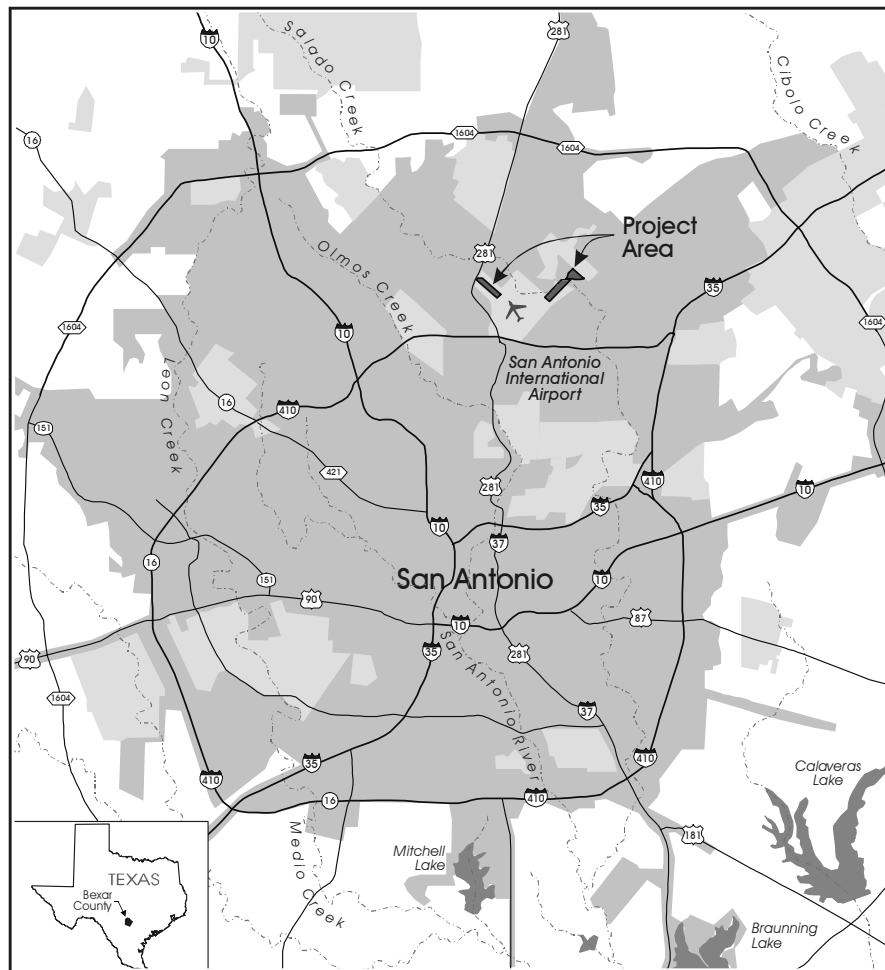 10
281
Salado Creek
Cibolo Creek
16
1604
1604
Project
Area
281
Olmos Creek
35
1604
1604
10
Leon Creek
San Antonio
International
Airport
16
410
151
421
281
410
10
35
10
37
16
San Antonio
151
10
90
87
10
35
281
San Antonio River
90
1604
37
35
410
410
Calaveras
Lake
16
410
Medio Creek
Mitchell
Lake
181
TEXAS
Bexar
County
Braunning
Lake